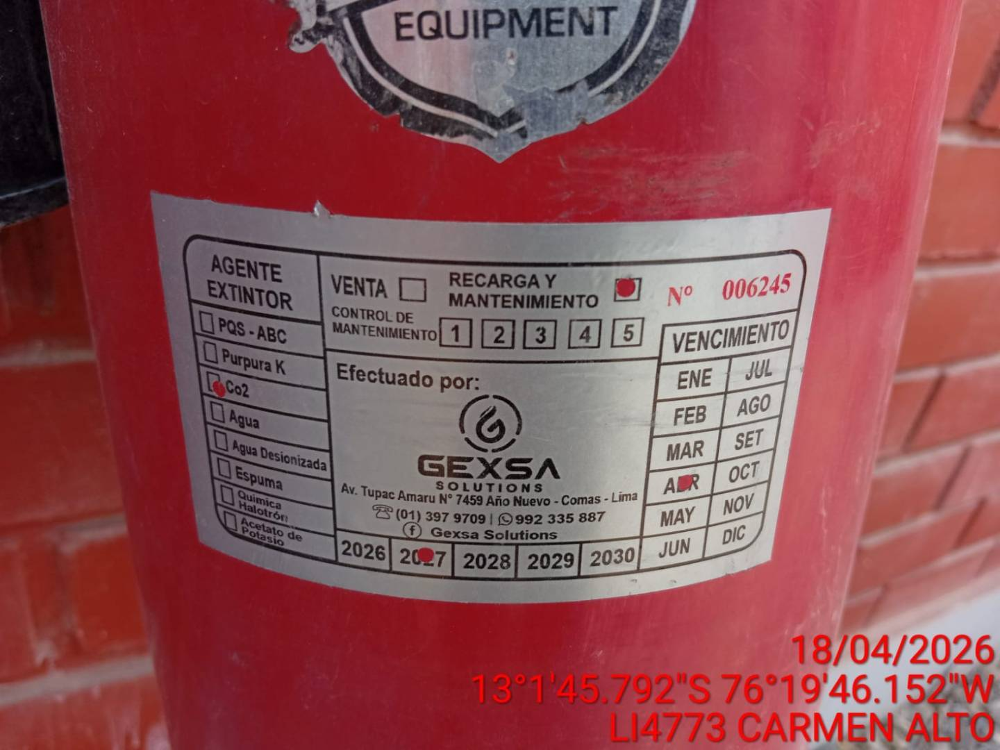 EQUIPMENT
AGENTE
EXTINTOR
PQS - ABC
Purpura K
Co2
Agua
Agua Desionizada
Espuma
Quimica
Halotrón
Acetato de
Potasio
VENTA
RECARGA Y
MANTENIMIENTO
Nº 006245
CONTROL DE
MANTENIMIENTO
1 2 3 4 5
Efectuado por:
GEXSA
SOLUTIONS
Av. Tupac Amaru N° 7459 Año Nuevo - Comas - Lima
(01) 397 9709 | 992 335 887
Gexsa Solutions
2026 2027 2028 2029 2030
VENCIMIENTO
ENE JUL
FEB AGO
MAR SET
ABR OCT
MAY NOV
JUN DIC
18/04/2026
13°1'45.792"S 76°19'46.152"W
LI4773 CARMEN ALTO